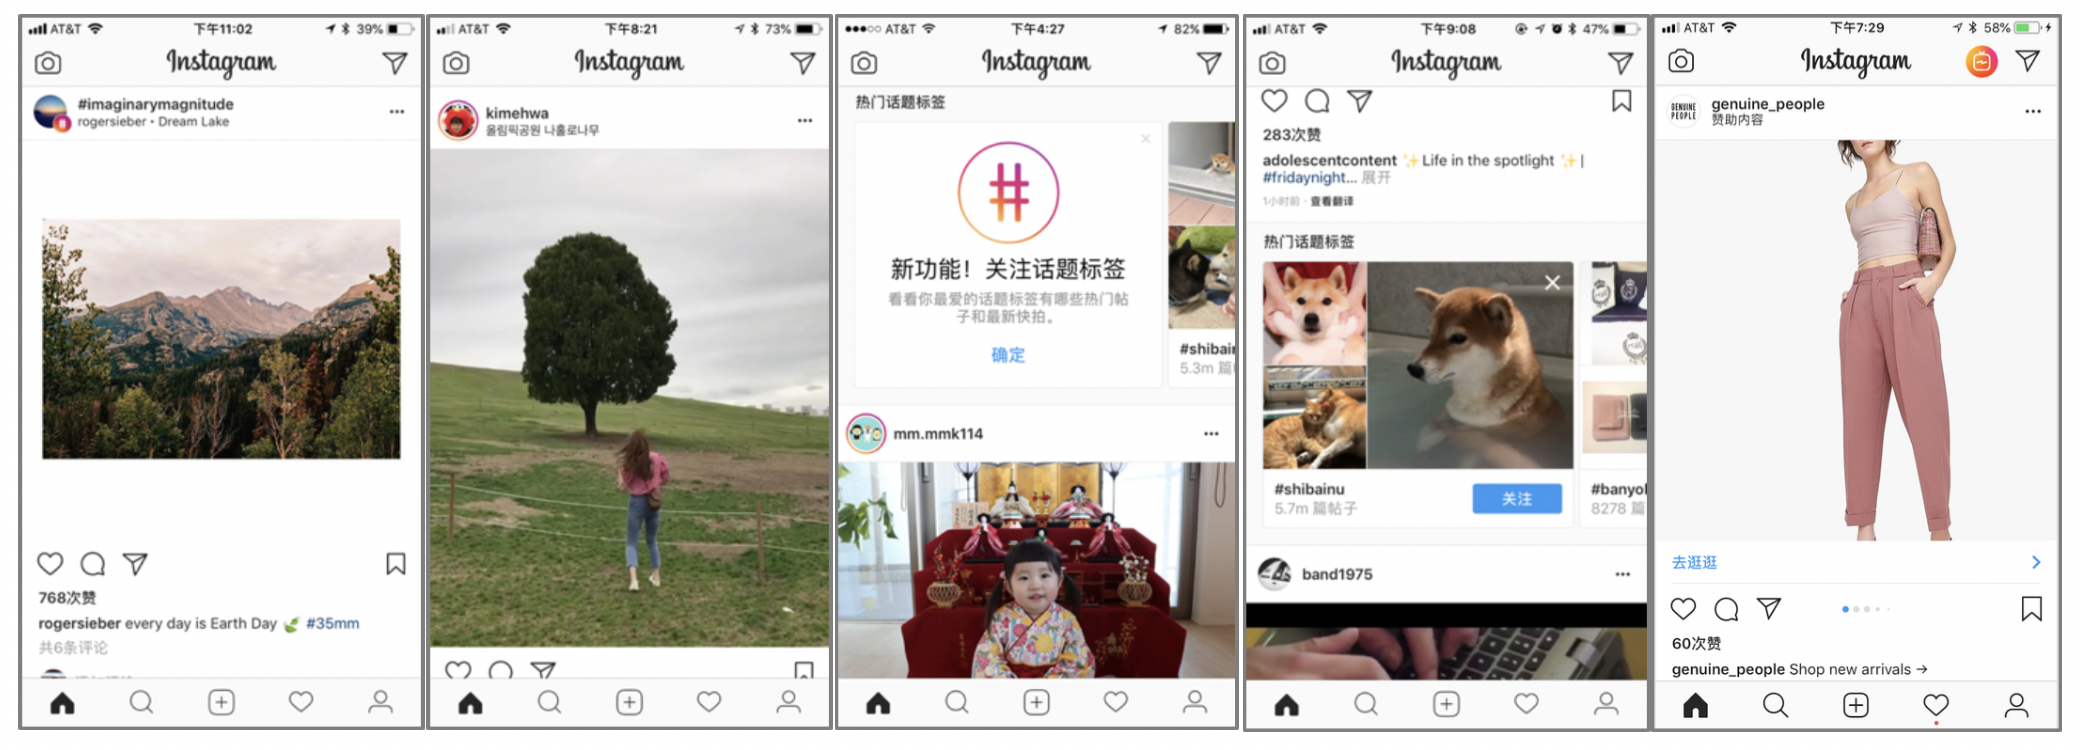 AT&T 下午11:02 39%
Instagram
#imaginarymagnitude
rogersieber • Dream Lake
768次赞
rogersieber every day is Earth Day #35mm
共6条评论
AT&T 下午8:21 73%
Instagram
kimehwa
올림픽공원 나홀로나무
AT&T 下午4:27 82%
Instagram
热门话题标签
新功能！关注话题标签
看看你最爱的话题标签有哪些热门帖
子和最新快拍。
确定
#shibai
5.3m 篇
mm.mmk114
AT&T 下午9:08 47%
Instagram
283次赞
adolescentcontent ✨ Life in the spotlight ✨ |
#fridaynight... 展开
1小时前 · 查看翻译
热门话题标签
#shibainu
5.7m 篇帖子
关注
#banyo
8278 篇
band1975
AT&T 下午7:29 58%
Instagram
GENUINE
PEOPLE
genuine_people
赞助内容
去逛逛
60次赞
genuine_people Shop new arrivals →